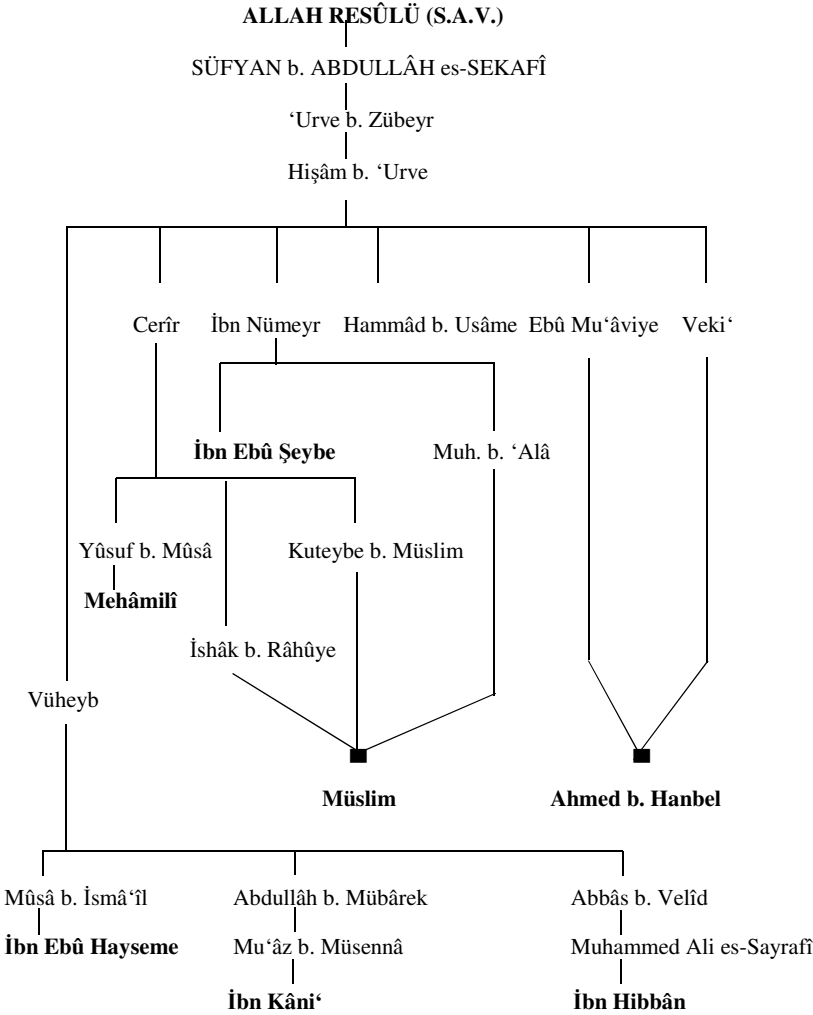 ALLAH RESÛLÜ (S.A.V.)
SÜFYAN b. ABDULLÂH es-SEKAFÎ
‘Urve b. Zübeyr
Hişâm b. ‘Urve
Cerîr İbn Nümeyr Hammâd b. Usâme Ebû Mu‘âviye Veki‘
İbn Ebû Şeybe Muh. b. ‘Alâ
Yûsuf b. Mûsâ Kuteybe b. Müslim
Mehâmilî
İshâk b. Râhûye
Vüheyb
Müslim Ahmed b. Hanbel
Mûsâ b. İsmâ‘îl Abdullâh b. Mübârek Abbâs b. Velîd
İbn Ebû Hayseme Mu‘âz b. Müsennâ Muhammed Ali es-Sayrafî
İbn Kâni‘ İbn Hibbân